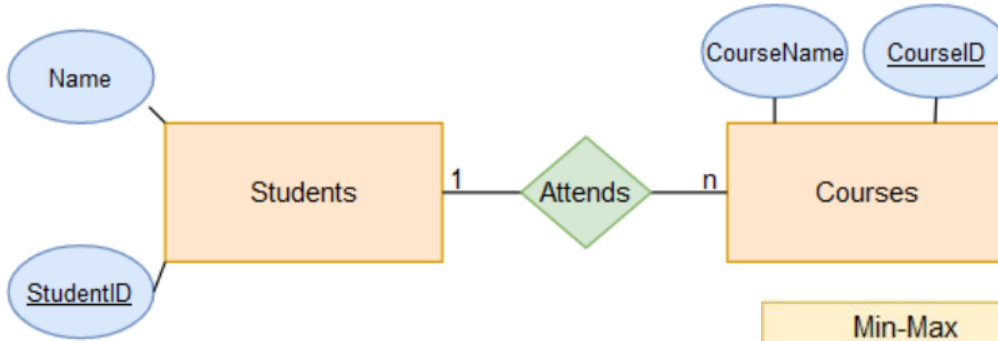 CourseName
CourseID
Name
Students
1
Attends
n
Courses
StudentID
Min-Max